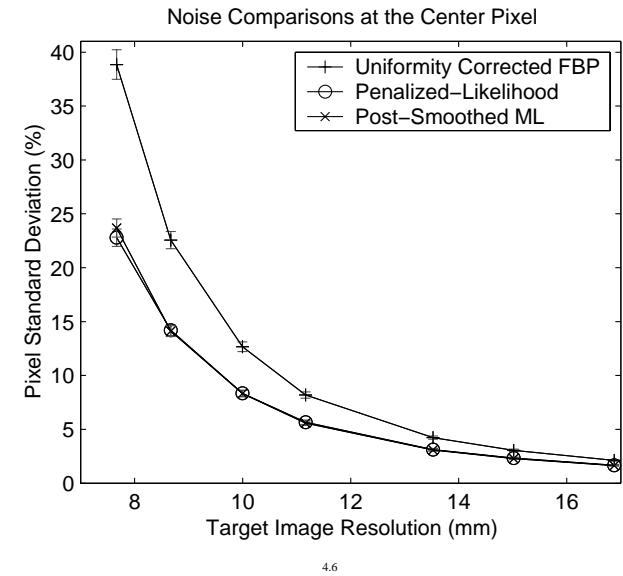 Noise Comparisons at the Center Pixel
40
35
30
25
20
15
10
5
0
Pixel Standard Deviation (%)
Uniformity Corrected FBP
Penalized−Likelihood
Post−Smoothed ML
8 10 12 14 16
Target Image Resolution (mm)
4.6